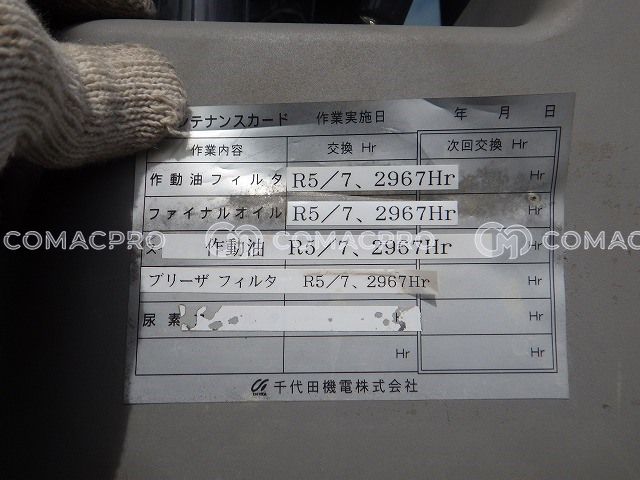 ンテナンスカード 作業実施日 年 月 日
作業内容 交換 Hr 次回交換 Hr
作動油フィルタ R5/7、2967Hr Hr
ファイナルオイル R5/7、2967Hr Hr
作動油 R5/7、2967Hr Hr
COMACPRO COMACPRO COMACPRO
ブリーザ フィルタ R5/7、2967Hr Hr
尿素 Hr
Hr Hr
千代田機電株式会社